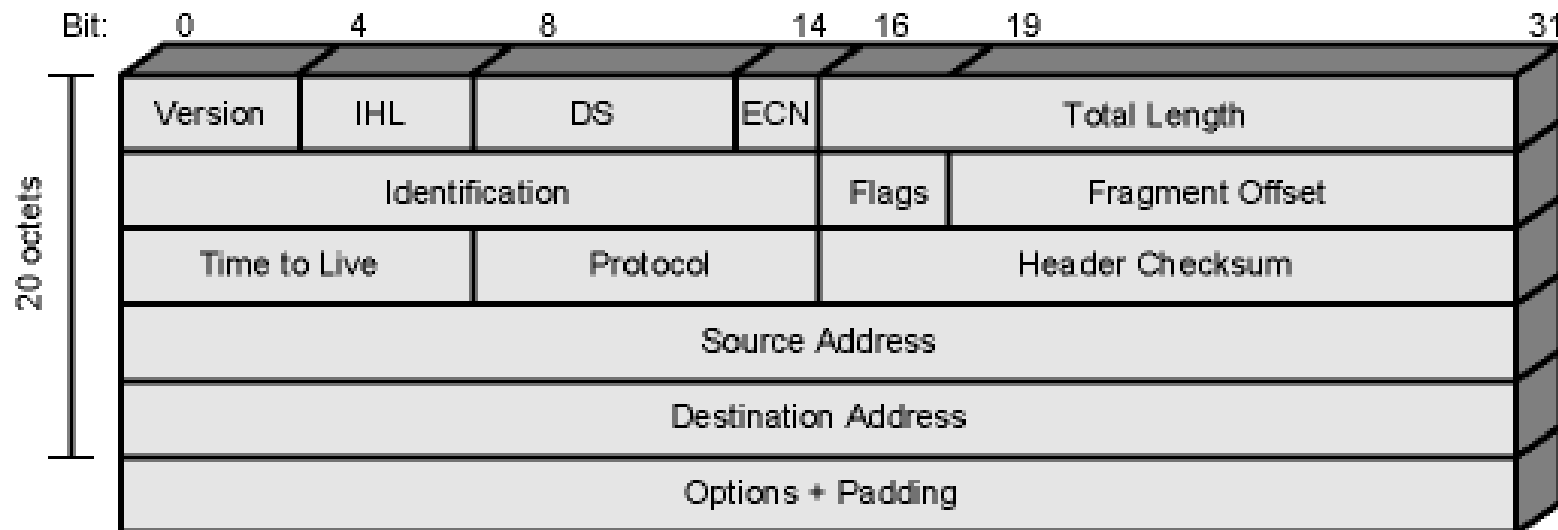 Bit: 0 4 8 14 16 19 31
Version IHL DS ECN Total Length
Identification Flags Fragment Offset
Time to Live Protocol Header Checksum
Source Address
Destination Address
Options + Padding
20 octets